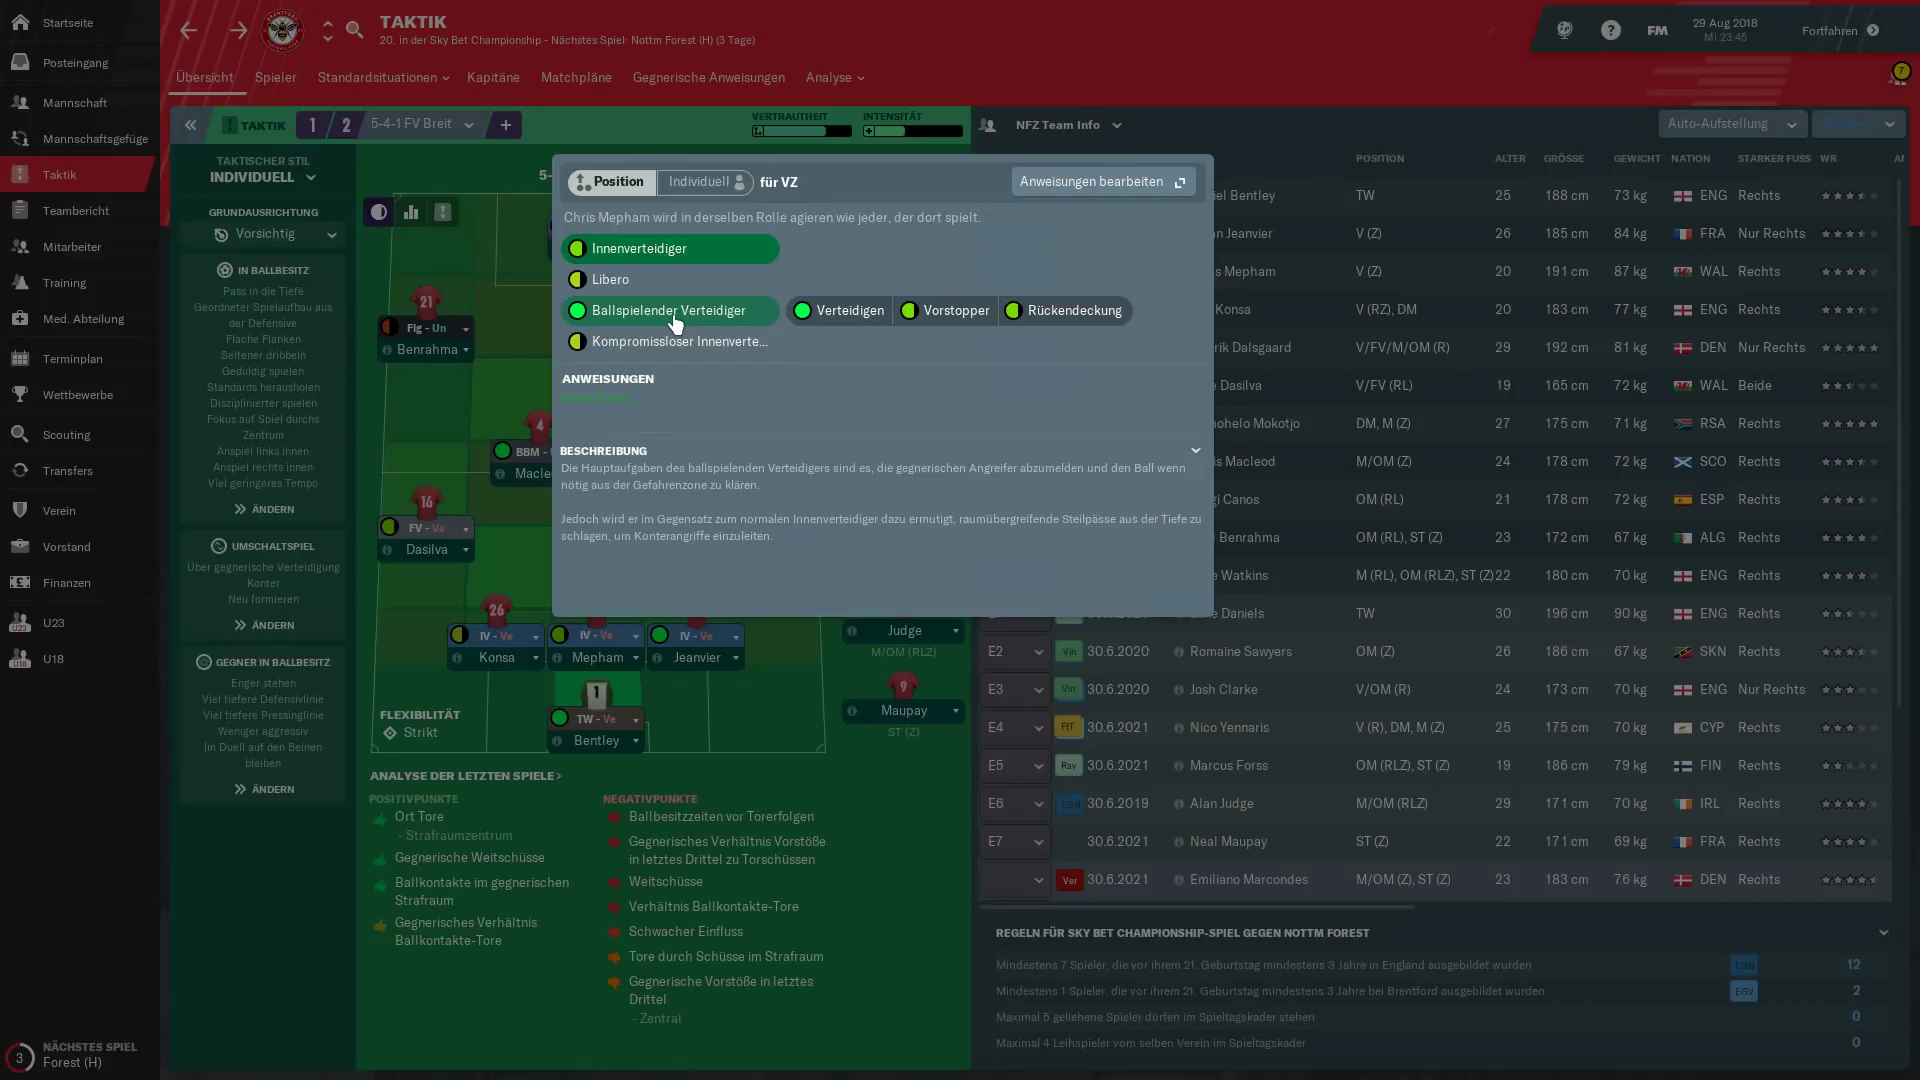 Startseite
Posteingang
Mannschaft
Mannschaftsgefüge
Taktik
Teambericht
Mitarbeiter
Training
Med. Abteilung
Terminplan
Wettbewerbe
Scouting
Transfers
Verein
Vorstand
Finanzen
U23
U18
NÄCHSTES SPIEL
3 Forest (H)
TAKTIK
20. in der Sky Bet Championship - Nächstes Spiel: Nottm Forest (H) (3 Tage)
FM
29 Aug 2018
Mi 23:45
Fortfahren
7
Übersicht Spieler Standardsituationen Kapitäne Matchpläne Gegnerische Anweisungen Analyse
TAKTIK 1 2 5-4-1 FV Breit +
VERTRAUTHEIT INTENSITÄT
NFZ Team Info
Auto-Aufstellung
TAKTISCHER STIL
INDIVIDUELL
GRUNDAUSRICHTUNG
Vorsichtig
IN BALLBESITZ
Pass in die Tiefe
Geordneter Spielaufbau aus
der Defensive
Flache Flanken
Seltener dribbeln
Geduldig spielen
Standards herausholen
Disziplinierter spielen
Fokus auf Spiel durchs
Zentrum
Anspiel links innen
Anspiel rechts innen
Viel geringeres Tempo
ÄNDERN
UMSCHALTSPIEL
Über gegnerische Verteidigung
Konter
Neu formieren
ÄNDERN
GEGNER IN BALLBESITZ
Enger stehen
Viel tiefere Defensivlinie
Viel tiefere Pressinglinie
Weniger aggressiv
Im Duell auf den Beinen
bleiben
ÄNDERN
5-
21
Flg - Un
Benrahma
4
BBM -
Macle
16
FV - Ve
Dasilva
26
IV - Ve IV - Ve IV - Ve
Konsa Mepham Jeanvier
1
TW - Ve
Bentley
FLEXIBILITÄT
Strikt
Judge
M/OM (RLZ)
9
Maupay
ST (Z)
Position Individuell für VZ
Anweisungen bearbeiten
Chris Mepham wird in derselben Rolle agieren wie jeder, der dort spielt.
Innenverteidiger
Libero
Ballspielender Verteidiger Verteidigen Vorstopper Rückendeckung
Kompromissloser Innenverte...
ANWEISUNGEN
BESCHREIBUNG
Die Hauptaufgaben des ballspielenden Verteidigers sind es, die gegnerischen Angreifer abzumelden und den Ball wenn
nötig aus der Gefahrenzone zu klären.
Jedoch wird er im Gegensatz zum normalen Innenverteidiger dazu ermutigt, raumübergreifende Steilpässe aus der Tiefe zu
schlagen, um Konterangriffe einzuleiten.
ANALYSE DER LETZTEN SPIELE
POSITIVPUNKTE
Ort Tore
- Strafraumzentrum
Gegnerische Weitschüsse
Ballkontakte im gegnerischen
Strafraum
Gegnerisches Verhältnis
Ballkontakte-Tore
NEGATIVPUNKTE
Ballbesitzzeiten vor Torerfolgen
Gegnerisches Verhältnis Vorstöße
in letztes Drittel zu Torschüssen
Weitschüsse
Verhältnis Ballkontakte-Tore
Schwacher Einfluss
Tore durch Schüsse im Strafraum
Gegnerische Vorstöße in letztes
Drittel
- Zentral
POSITION ALTER GRÖSSE GEWICHT NATION STARKER FUSS WR
iel Bentley TW 25 188 cm 77 kg ENG Rechts
an Jeanvier V (Z) 26 185 cm 84 kg FRA Nur Rechts
s Mepham V (Z) 20 191 cm 87 kg WAL Rechts
Konsa V (RZ), DM 20 183 cm 77 kg ENG Rechts
rik Dalsgaard V/FV/M/OM (R) 29 192 cm 81 kg DEN Nur Rechts
e Dasilva V/FV (RL) 19 165 cm 72 kg WAL Beide
ohelo Mokotjo DM, M (Z) 27 175 cm 71 kg RSA Rechts
is Macleod M/OM (Z) 24 178 cm 72 kg SCO Rechts
gi Canos OM (RL) 21 178 cm 72 kg ESP Rechts
Benrahma OM (RL), ST (Z) 23 172 cm 67 kg ALG Rechts
e Watkins M (RL), OM (RLZ), ST (Z) 22 180 cm 70 kg ENG Rechts
e Daniels TW 30 196 cm 90 kg ENG Rechts
E2 Vin 30.6.2020 Romaine Sawyers OM (Z) 26 186 cm 67 kg SKN Rechts
E3 Vin 30.6.2020 Josh Clarke V/OM (R) 24 173 cm 70 kg ENG Nur Rechts
E4 FIT 30.6.2021 Nico Yennaris V (R), DM, M (Z) 25 175 cm 70 kg CYP Rechts
E5 Rsv 30.6.2021 Marcus Forss OM (RLZ), ST (Z) 19 186 cm 79 kg FIN Rechts
E6 EGN 30.6.2019 Alan Judge M/OM (RLZ) 29 171 cm 70 kg IRL Rechts
E7 30.6.2021 Neal Maupay ST (Z) 22 171 cm 69 kg FRA Rechts
Ver 30.6.2021 Emiliano Marcondes M/OM (Z), ST (Z) 23 183 cm 76 kg DEN Rechts
REGELN FÜR SKY BET CHAMPIONSHIP-SPIEL GEGEN NOTTM FOREST
Mindestens 7 Spieler, die vor ihrem 21. Geburtstag mindestens 3 Jahre in England ausgebildet wurden EGN 12
Mindestens 1 Spieler, die vor ihrem 21. Geburtstag mindestens 3 Jahre bei Brentford ausgebildet wurden EGV 2
Maximal 5 geliehene Spieler dürfen im Spieltagskader stehen 0
Maximal 4 Leihspieler vom selben Verein im Spieltagskader 0